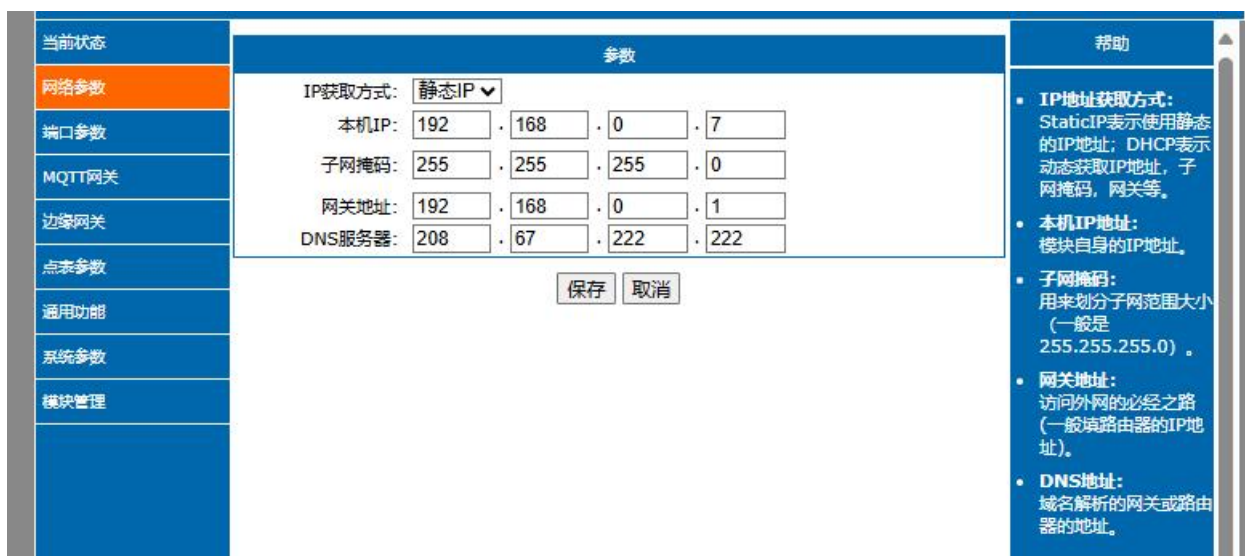 当前状态
网络参数
端口参数
MQTT网关
边缘网关
点表参数
通用功能
系统参数
模块管理
参数
IP获取方式: 静态IP
本机IP: 192 . 168 . 0 . 7
子网掩码: 255 . 255 . 255 . 0
网关地址: 192 . 168 . 0 . 1
DNS服务器: 208 . 67 . 222 . 222
保存 取消
帮助
• IP地址获取方式:
StaticIP表示使用静态
的IP地址; DHCP表示
动态获取IP地址, 子
网掩码, 网关等。
• 本机IP地址:
模块自身的IP地址。
• 子网掩码:
用来划分子网范围大小
(一般是
255.255.255.0) 。
• 网关地址:
访问外网的必经之路
(一般填路由器的IP地
址)。
• DNS地址:
域名解析的网关或路由
器的地址。